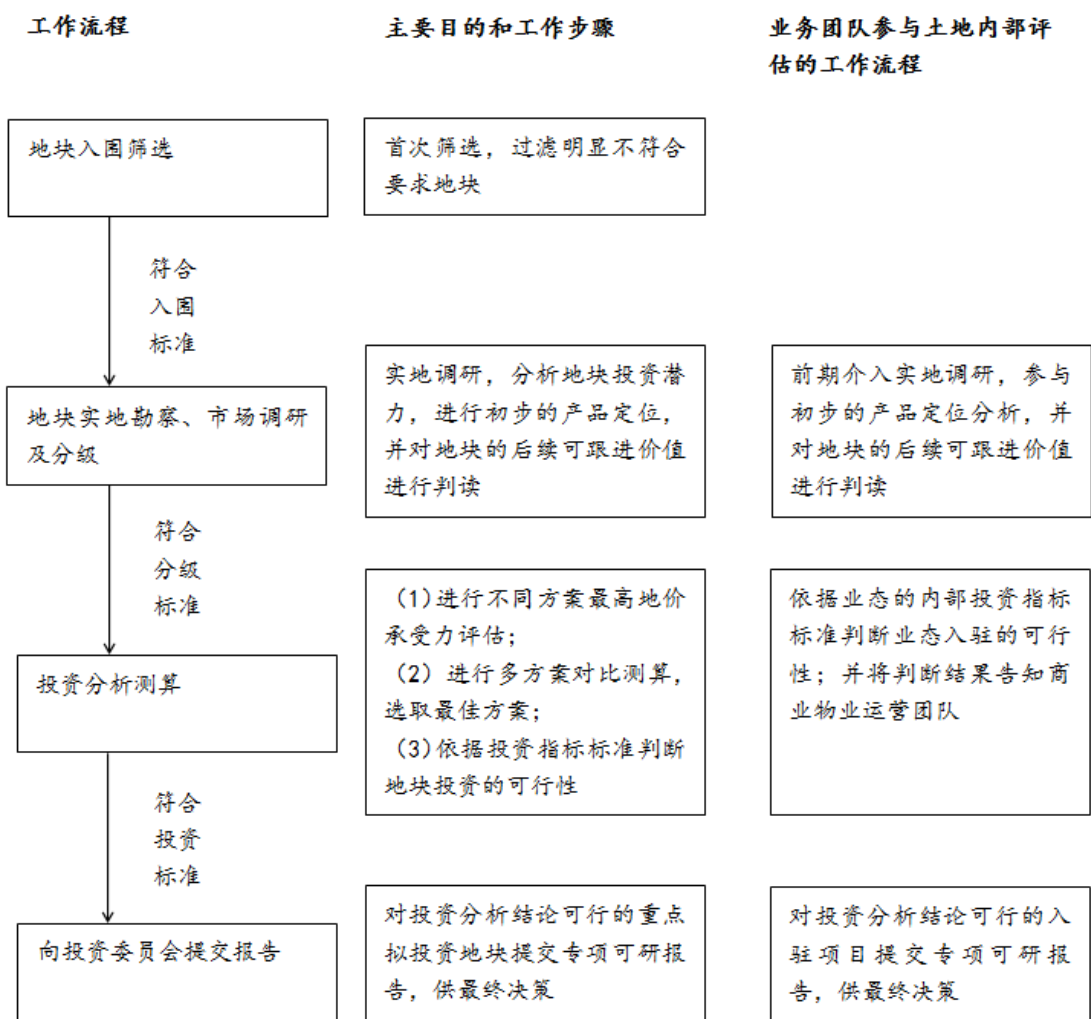 工作流程
主要目的和工作步骤
业务团队参与土地内部评
估的工作流程
地块入围筛选
首次筛选，过滤明显不符合
要求地块
符合
入围
标准
地块实地勘察、市场调研
及分级
实地调研，分析地块投资潜
力，进行初步的产品定位，
并对地块的后续可跟进价值
进行判读
前期介入实地调研，参与
初步的产品定位分析，并
对地块的后续可跟进价值
进行判读
符合
分级
标准
投资分析测算
（1)进行不同方案最高地价
承受力评估；
（2）进行多方案对比测算，
选取最佳方案；
（3)依据投资指标标准判断
地块投资的可行性
依据业态的内部投资指标
标准判断业态入驻的可行
性；并将判断结果告知商
业物业运营团队
符合
投资
标准
向投资委员会提交报告
对投资分析结论可行的重点
拟投资地块提交专项可研报
告，供最终决策
对投资分析结论可行的入
驻项目提交专项可研报
告，供最终决策